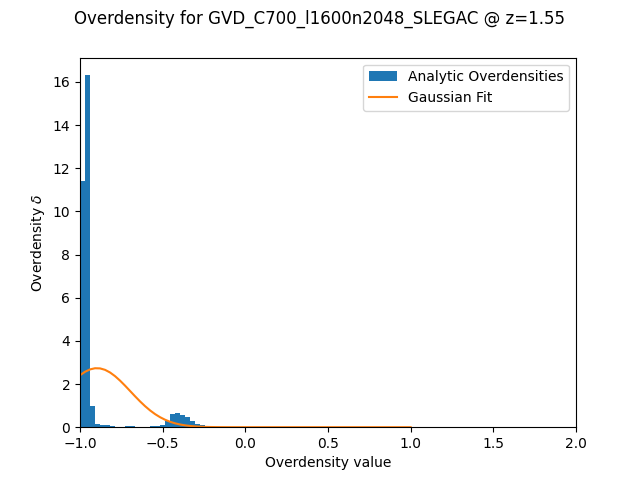 Overdensity for GVD_C700_l1600n2048_SLEGAC @ z=1.55
Analytic Overdensities
Gaussian Fit
Overdensity δ
16
14
12
10
8
6
4
2
0
−1.0 −0.5 0.0 0.5 1.0 1.5 2.0
Overdensity value